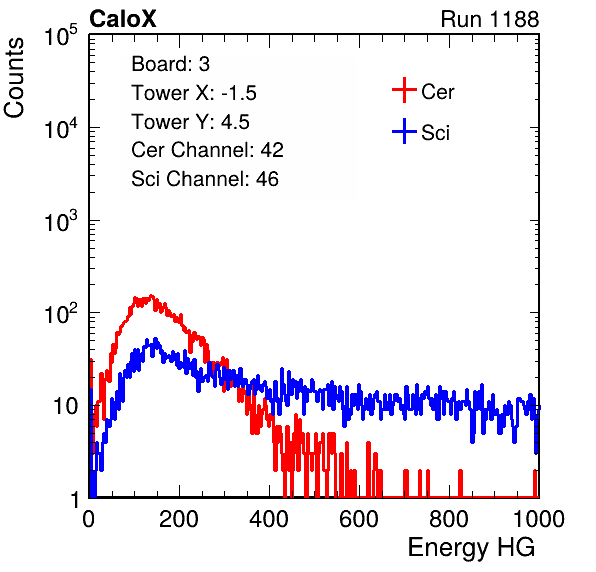 CaloX Run 1188
Counts
Board: 3
Tower X: -1.5
Tower Y: 4.5
Cer Channel: 42
Sci Channel: 46
Cer
Sci
10^5
10^4
10^3
10^2
10
1
0 200 400 600 800 1000
Energy HG